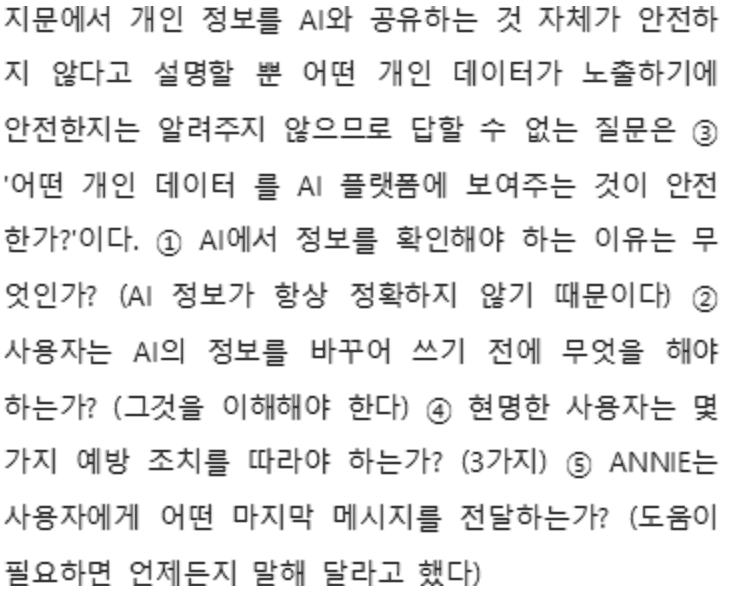 지문에서 개인 정보를 AI와 공유하는 것 자체가 안전하
지 않다고 설명할 뿐 어떤 개인 데이터가 노출하기에
안전한지는 알려주지 않으므로 답할 수 없는 질문은 ③
'어떤 개인 데이터 를 AI 플랫폼에 보여주는 것이 안전
한가?'이다. ① AI에서 정보를 확인해야 하는 이유는 무
엇인가? (AI 정보가 항상 정확하지 않기 때문이다) ②
사용자는 AI의 정보를 바꾸어 쓰기 전에 무엇을 해야
하는가? (그것을 이해해야 한다) ④ 현명한 사용자는 몇
가지 예방 조치를 따라야 하는가? (3가지) ⑤ ANNIE는
사용자에게 어떤 마지막 메시지를 전달하는가? (도움이
필요하면 언제든지 말해 달라고 했다)